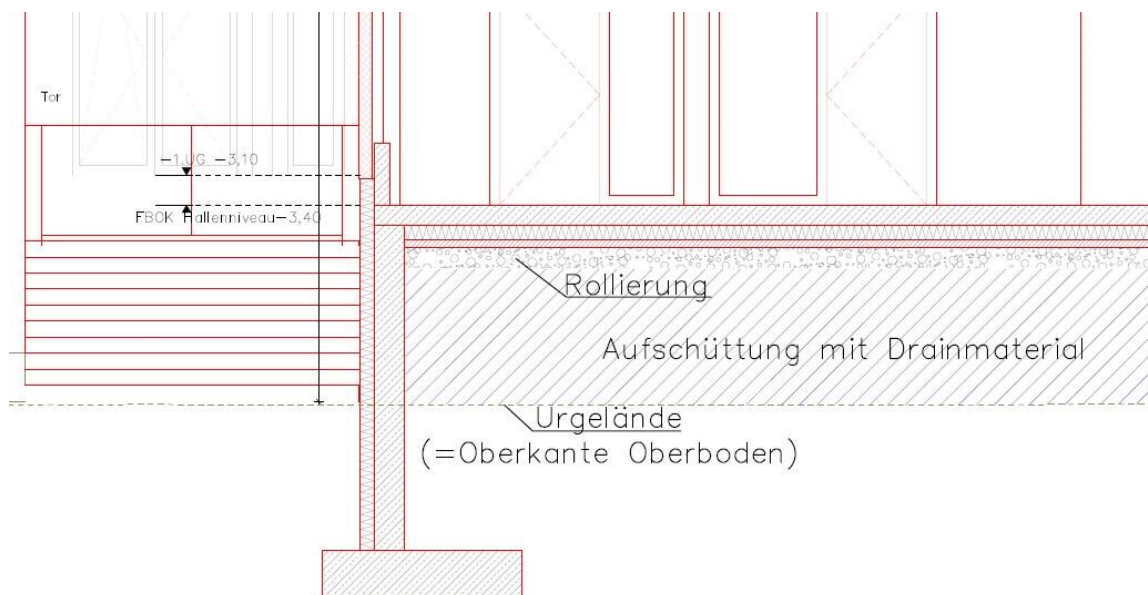 Tor
-1.UG -3,10
FBOK Hallenniveau-3,40
Rollierung
Aufschüttung mit Drainmaterial
Urgelände
(=Oberkante Oberboden)